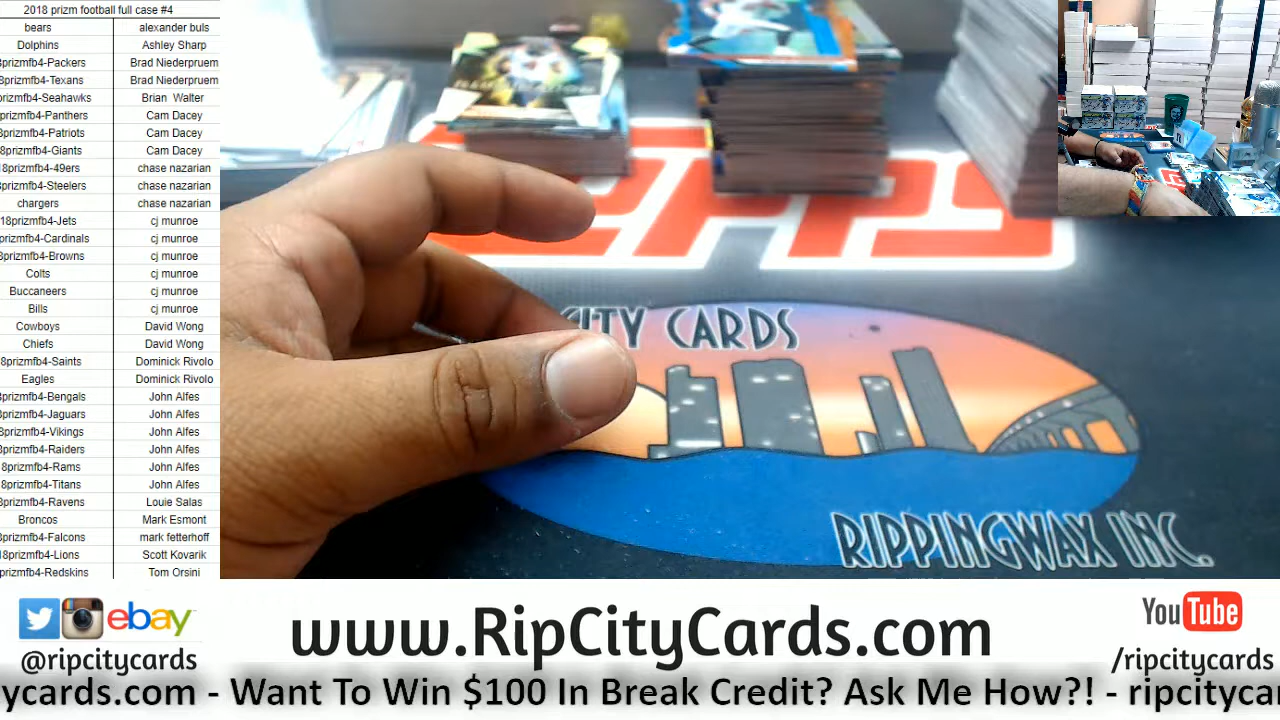 2018 prizm football full case #4
bears alexander buls
Dolphins Ashley Sharp
8prizmfb4-Packers Brad Niederpruem
8prizmfb4-Texans Brad Niederpruem
prizmfb4-Seahawks Brian Walter
prizmfb4-Panthers Cam Dacey
prizmfb4-Patriots Cam Dacey
8prizmfb4-Giants Cam Dacey
18prizmfb4-49ers chase nazarian
prizmfb4-Steelers chase nazarian
chargers chase nazarian
18prizmfb4-Jets cj munroe
prizmfb4-Cardinals cj munroe
8prizmfb4-Browns cj munroe
Colts cj munroe
Buccaneers cj munroe
Bills cj munroe
Cowboys David Wong
Chiefs David Wong
8prizmfb4-Saints Dominick Rivolo
Eagles Dominick Rivolo
8prizmfb4-Bengals John Alfes
8prizmfb4-Jaguars John Alfes
8prizmfb4-Vikings John Alfes
8prizmfb4-Raiders John Alfes
8prizmfb4-Rams John Alfes
8prizmfb4-Titans John Alfes
8prizmfb4-Ravens Louie Salas
Broncos Mark Esmont
8prizmfb4-Falcons mark fetterhoff
18prizmfb4-Lions Scott Kovarik
prizmfb4-Redskins Tom Orsini
CITY CARDS
RIPPINGWAX INC.
ebay
@ripcitycards
www.RipCityCards.com
YouTube
/ripcitycards
ycards.com - Want To Win $100 In Break Credit? Ask Me How?! - ripcitycar